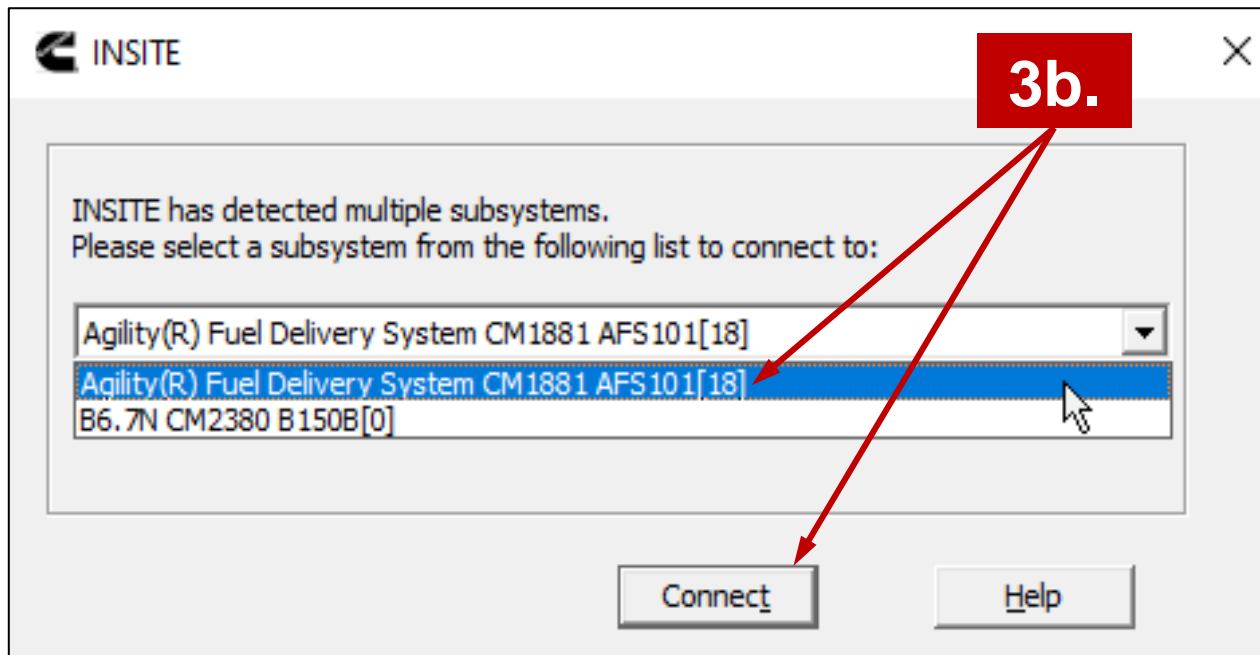 INSITE
3b.
INSITE has detected multiple subsystems.
Please select a subsystem from the following list to connect to:
Agility(R) Fuel Delivery System CM1881 AFS101[18]
Agility(R) Fuel Delivery System CM1881 AFS101[18]
B6.7N CM2380 B150B[0]
Connect
Help